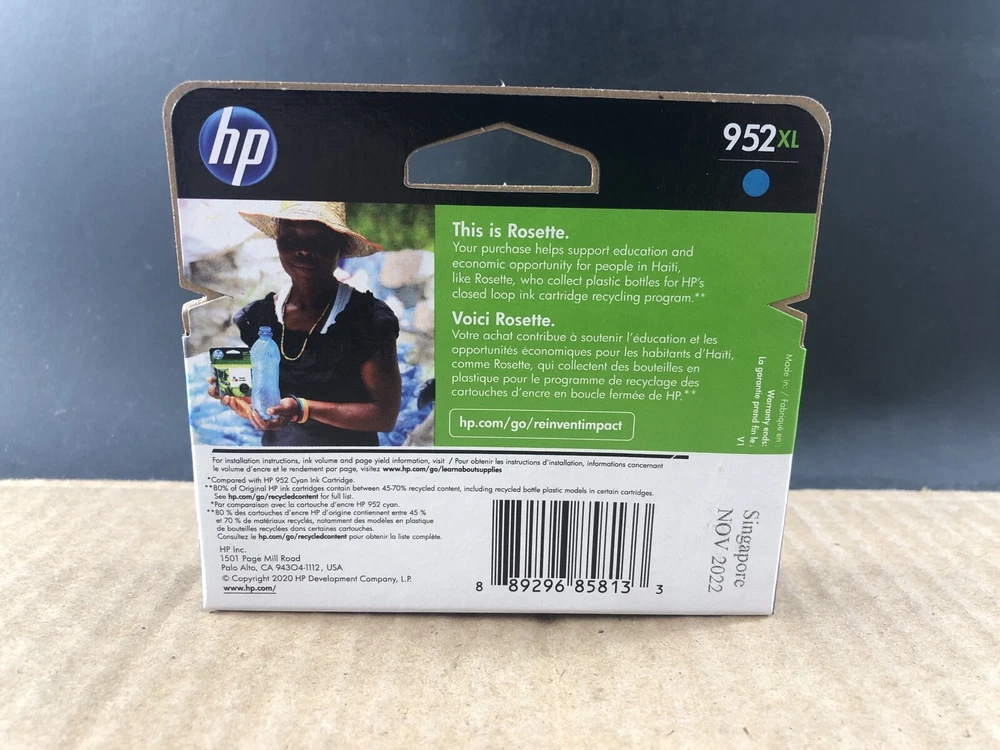 hp
952XL
This is Rosette.
Your purchase helps support education and
economic opportunity for people in Haiti,
like Rosette, who collect plastic bottles for HP's
closed loop ink cartridge recycling program.**
Voici Rosette.
Votre achat contribue à soutenir l'éducation et les
opportunités économiques pour les habitants d'Haïti,
comme Rosette, qui collectent des bouteilles en
plastique pour le programme de recyclage des
cartouches d'encre en boucle fermée de HP.**
hp.com/go/reinventimpact
Made in: / Fabriqué en :
Warranty ends:
La garantie prend fin le :
V1
For installation instructions, ink volume and page yield information, visit / Pour obtenir les instructions d'installation, informations concernant
le volume d'encre et le rendement par page, visitez www.hp.com/go/learnaboutsupplies
*Compared with HP 952 Cyan Ink Cartridge.
**80% of Original HP ink cartridges contain between 45-70% recycled content, including recycled bottle plastic models in certain cartridges.
See hp.com/go/recycledcontent for full list.
*Par comparaison avec la cartouche d'encre HP 952 cyan.
**80 % des cartouches d'encre HP d'origine contiennent entre 45 %
et 70 % de matériaux recyclés, notamment des modèles en plastique
de bouteilles recyclées dans certaines cartouches.
Consultez le hp.com/go/recycledcontent pour obtenir la liste complète.
HP Inc.
1501 Page Mill Road
Palo Alto, CA 94304-1112, USA
© Copyright 2020 HP Development Company, L.P.
www.hp.com/
8 89296 85813 3
Singapore
NOV 2022